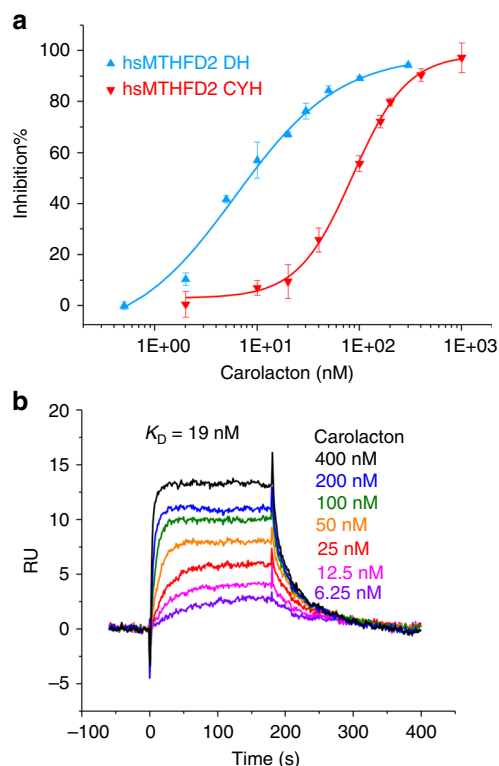 a
100
80
60
40
20
0
Inhibition%
hsMTHFD2 DH
hsMTHFD2 CYH
1E+00
1E+01
1E+02
1E+03
Carolacton (nM)
b
20
15
10
5
0
–5
RU
K_D = 19 nM
Carolacton
400 nM
200 nM
100 nM
50 nM
25 nM
12.5 nM
6.25 nM
–100
0
100
200
300
400
Time (s)